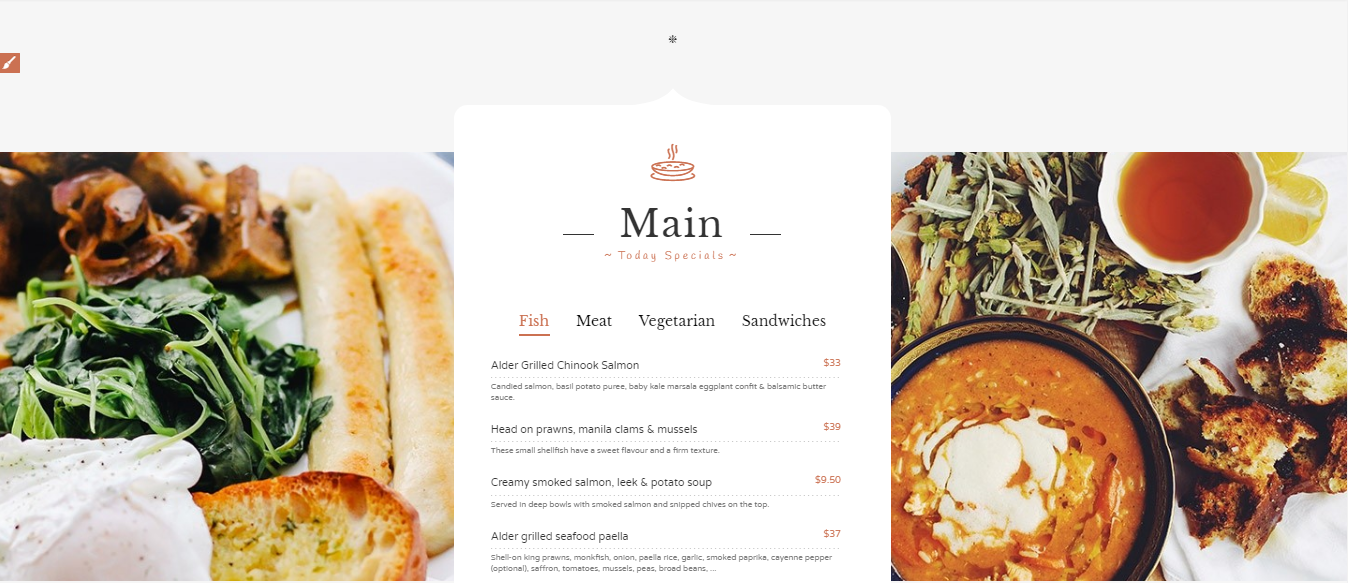 Main
~ Today Specials ~
Fish Meat Vegetarian Sandwiches
Alder Grilled Chinook Salmon $33
Candied salmon, basil potato puree, baby kale marsala eggplant confit & balsamic butter
sauce.
Head on prawns, manila clams & mussels $39
These small shellfish have a sweet flavour and a firm texture.
Creamy smoked salmon, leek & potato soup $9.50
Served in deep bowls with smoked salmon and snipped chives on the top.
Alder grilled seafood paella $37
Shell-on king prawns, monkfish, onion, paella rice, garlic, smoked paprika, cayenne pepper
(optional), saffron, tomatoes, mussels, peas, broad beans, ...